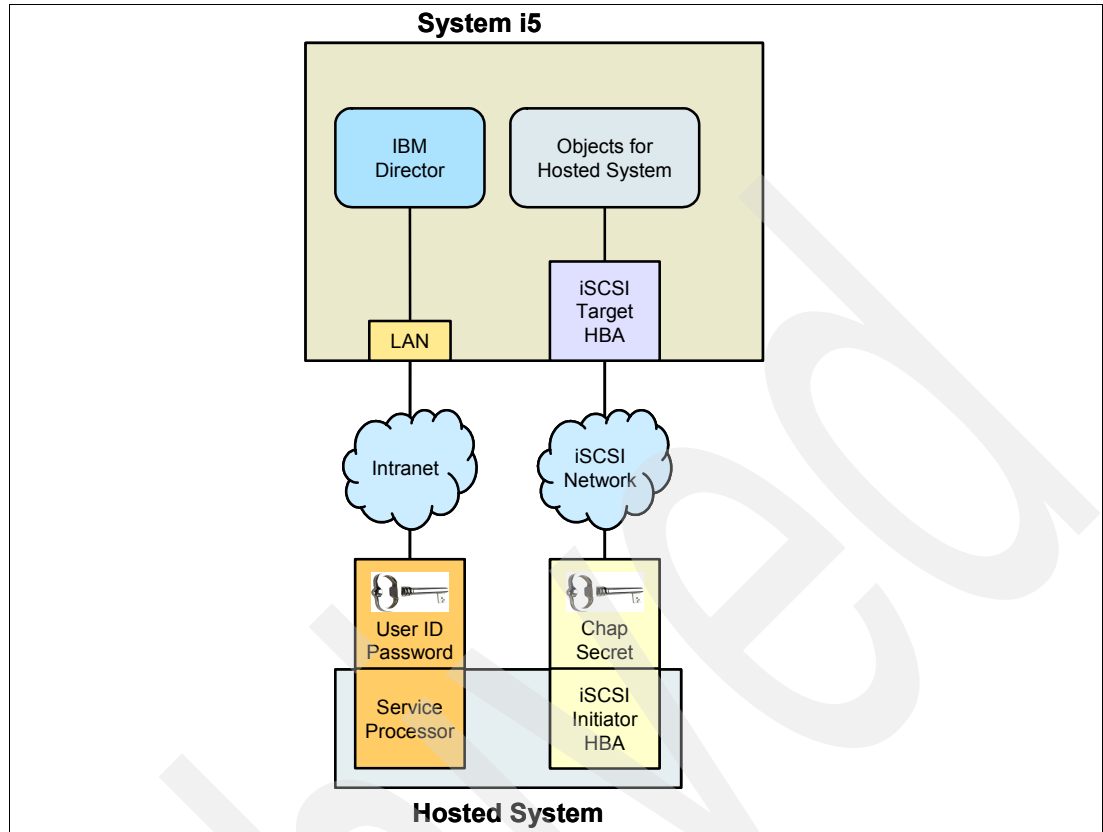 System i5
IBM
Director
Objects for
Hosted System
iSCSI
Target
HBA
LAN
Intranet
iSCSI
Network
User ID
Password
Chap
Secret
Service
Processor
iSCSI
Initiator
HBA
Hosted System